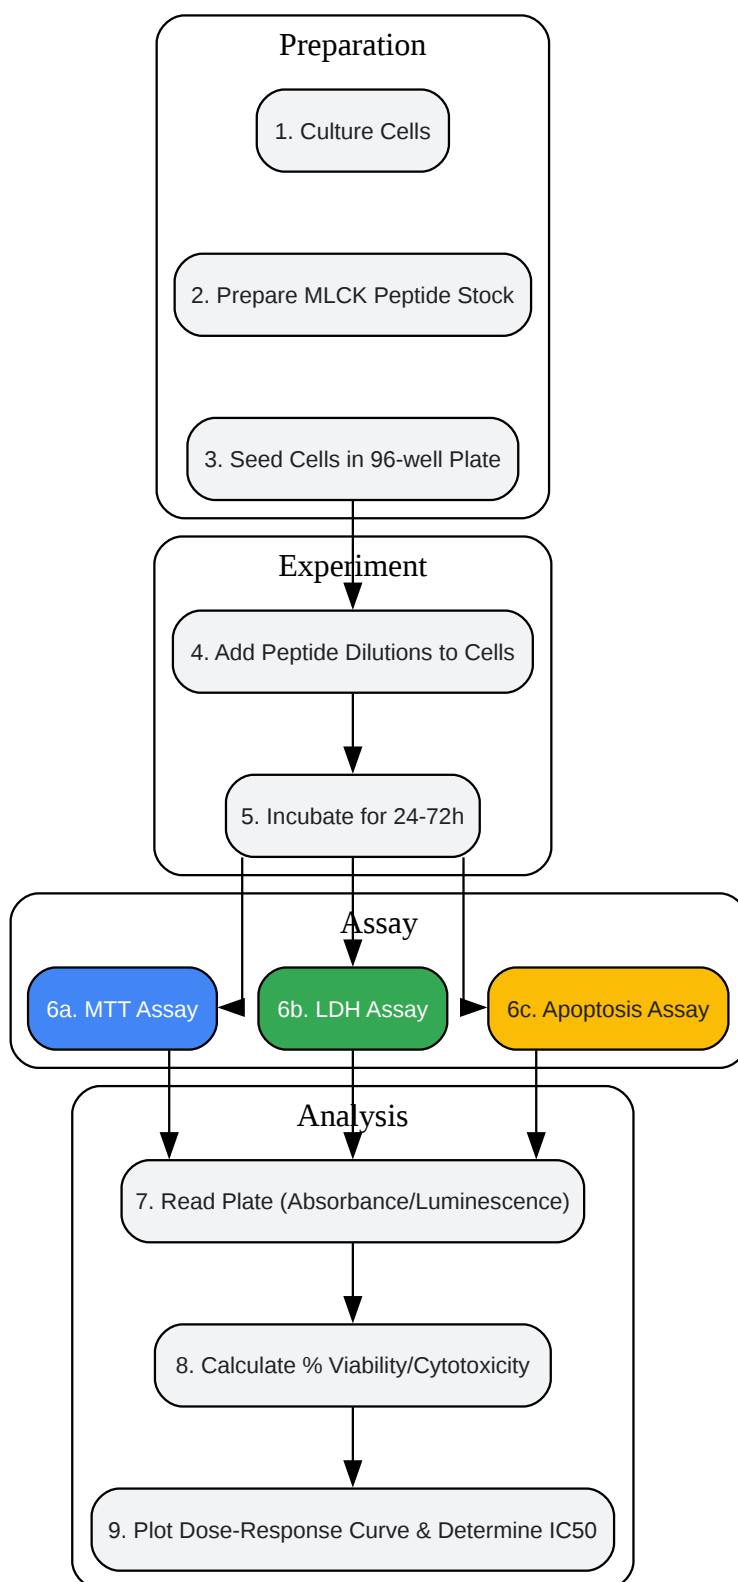 Preparation
1. Culture Cells
2. Prepare MLCK Peptide Stock
3. Seed Cells in 96-well Plate
Experiment
4. Add Peptide Dilutions to Cells
5. Incubate for 24-72h
Assay
6a. MTT Assay
6b. LDH Assay
6c. Apoptosis Assay
Analysis
7. Read Plate (Absorbance/Luminescence)
8. Calculate % Viability/Cytotoxicity
9. Plot Dose-Response Curve & Determine IC50